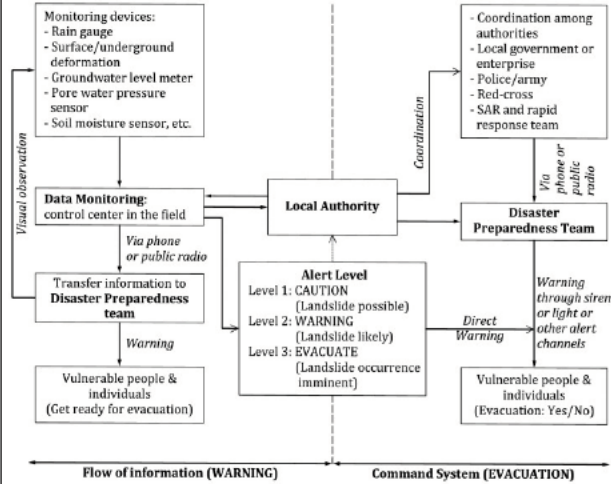 Monitoring devices:
- Rain gauge
- Surface/underground
deformation
- Groundwater level meter
- Pore water pressure
sensor
- Soil moisture sensor, etc.
Visual observation
Data Monitoring:
control center in the field
Via phone
or public radio
Transfer information to
Disaster Preparedness
team
Warning
Vulnerable people &
individuals
(Get ready for evacuation)
Local Authority
Alert Level
Level 1: CAUTION
(Landslide possible)
Level 2: WARNING
(Landslide likely)
Level 3: EVACUATE
(Landslide occurrence
imminent)
Coordination
- Coordination among
authorities
- Local government or
enterprise
- Police/army
- Red-cross
- SAR and rapid
response team
Via
phone or
public
radio
Disaster
Preparedness Team
Direct
Warning
Warning
through siren
or light or
other alert
channels
Vulnerable people &
individuals
(Evacuation: Yes/No)
Flow of information (WARNING)
Command System (EVACUATION)